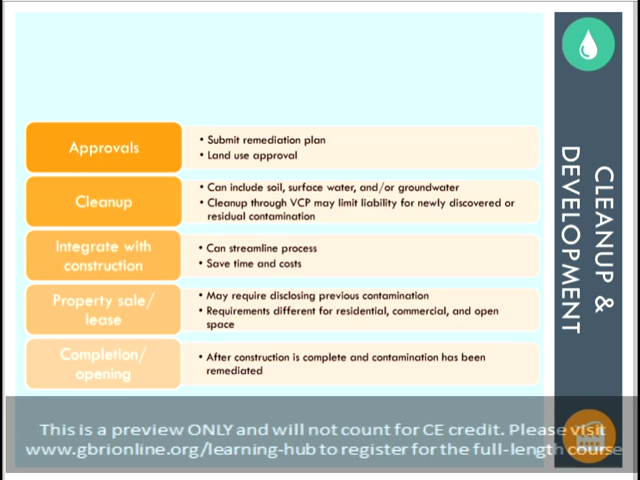 Approvals
• Submit remediation plan
• Land use approval
Cleanup
• Can include soil, surface water, and/or groundwater
• Cleanup through VCP may limit liability for newly discovered or
residual contamination
Integrate with
construction
• Can streamline process
• Save time and costs
Property sale/
lease
• May require disclosing previous contamination
• Requirements different for residential, commercial, and open
space
Completion/
opening
• After construction is complete and contamination has been
remediated
CLEANUP &
DEVELOPMENT
This is a preview ONLY and will not count for CE credit. Please visit
www.gbrionline.org/learning-hub to register for the full-length course